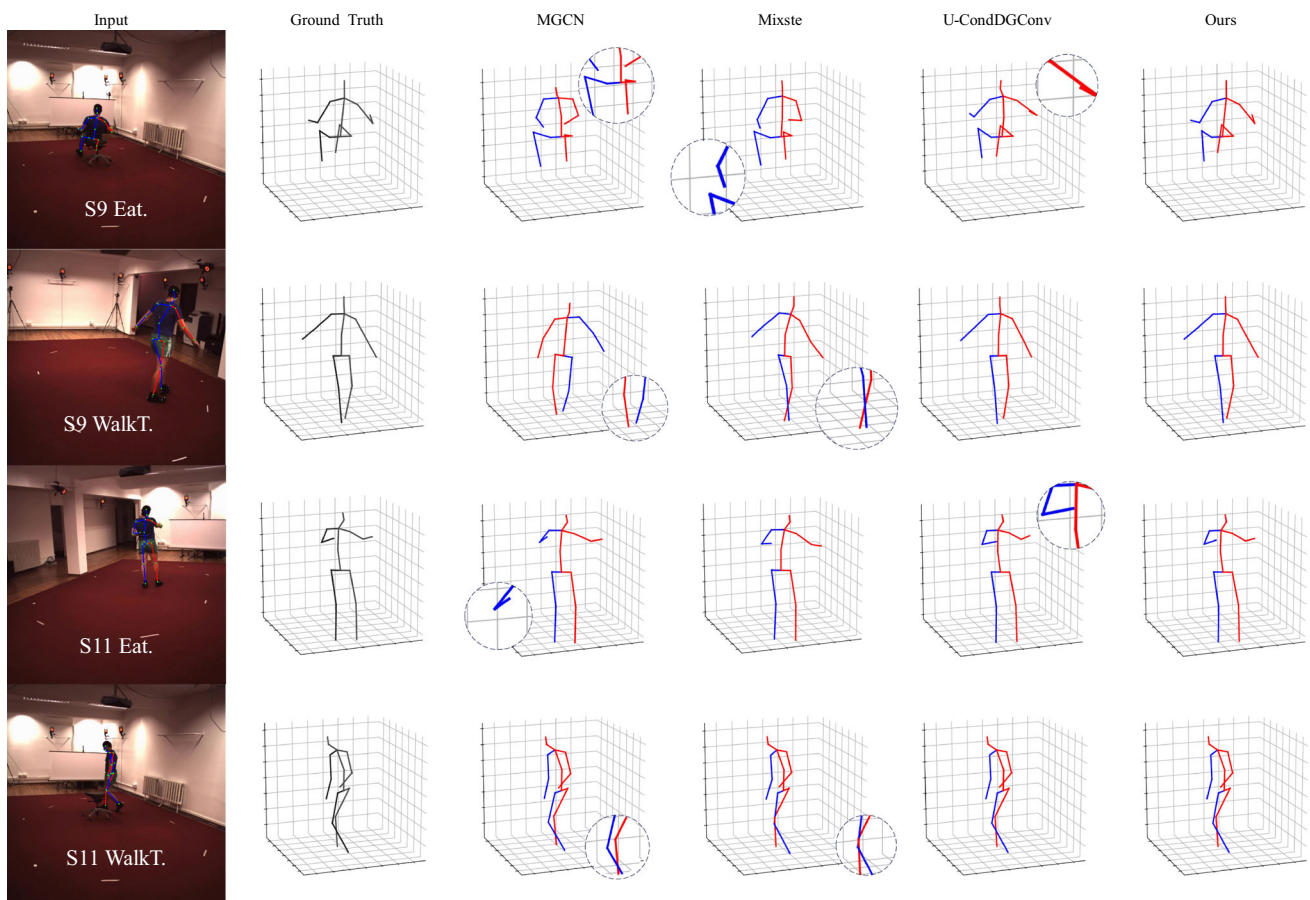 Input Ground Truth MGCN Mixste U-CondDGConv Ours
S9 Eat.
S9 WalkT.
S11 Eat.
S11 WalkT.